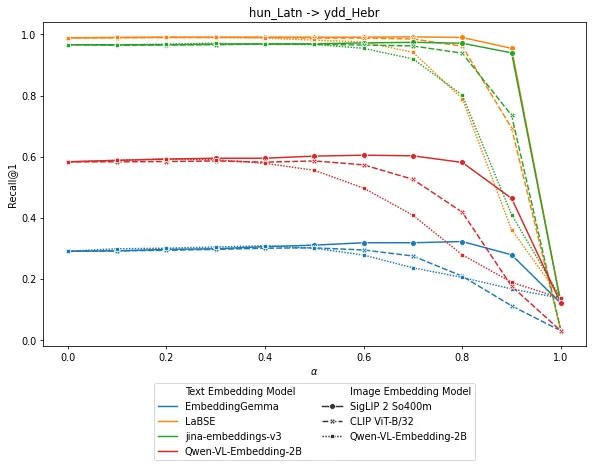 hun_Latn -> ydd_Hebr
Recall@1
1.0
0.8
0.6
0.4
0.2
0.0
0.0 0.2 0.4 0.6 0.8 1.0
α
Text Embedding Model
EmbeddingGemma
LaBSE
jina-embeddings-v3
Qwen-VL-Embedding-2B
Image Embedding Model
SigLIP 2 So400m
CLIP ViT-B/32
Qwen-VL-Embedding-2B